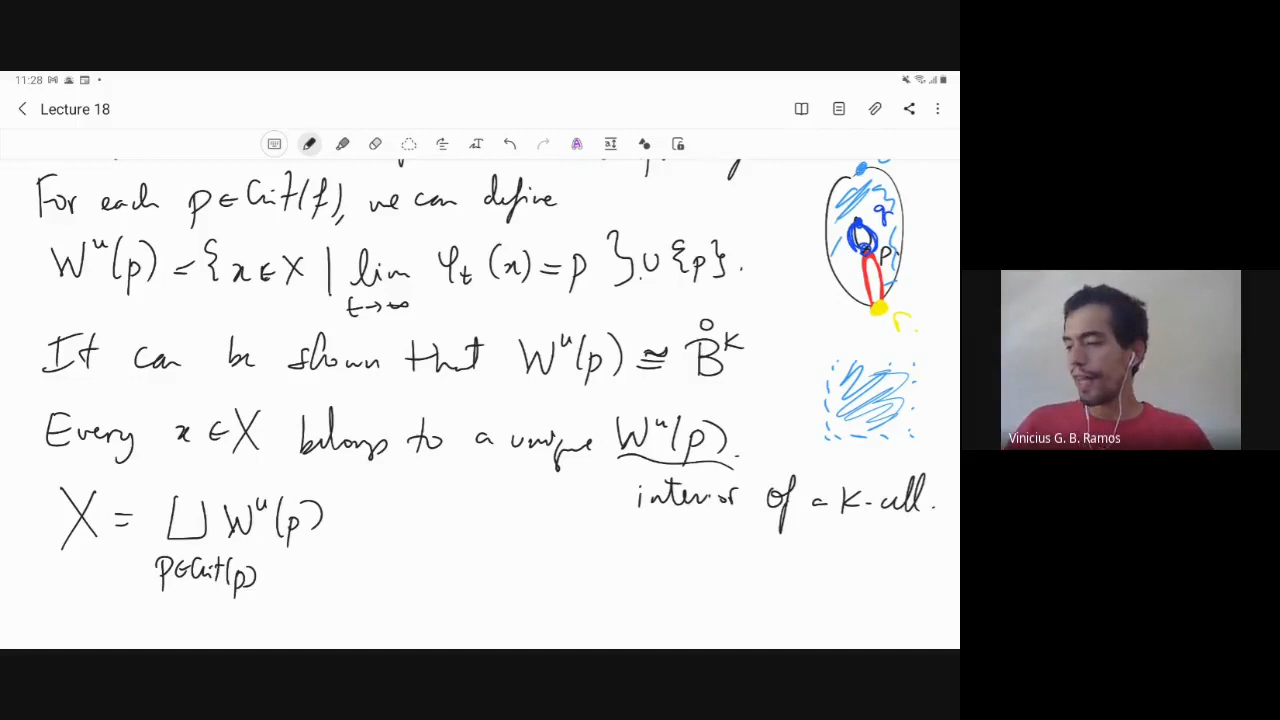 11:28
Lecture 18
For each p ∈ Crit(f), we can define
q
p
W^u(p) = { x ∈ X | lim_{t→∞} φ_t(x) = p } ∪ {p}.
r
It can be shown that W^u(p) ≅ B̊^k
Every x ∈ X belongs to a unique W^u(p).
interior of a k-cell.
X = ⊔ W^u(p)
p ∈ Crit(p)
Vinicius G. B. Ramos